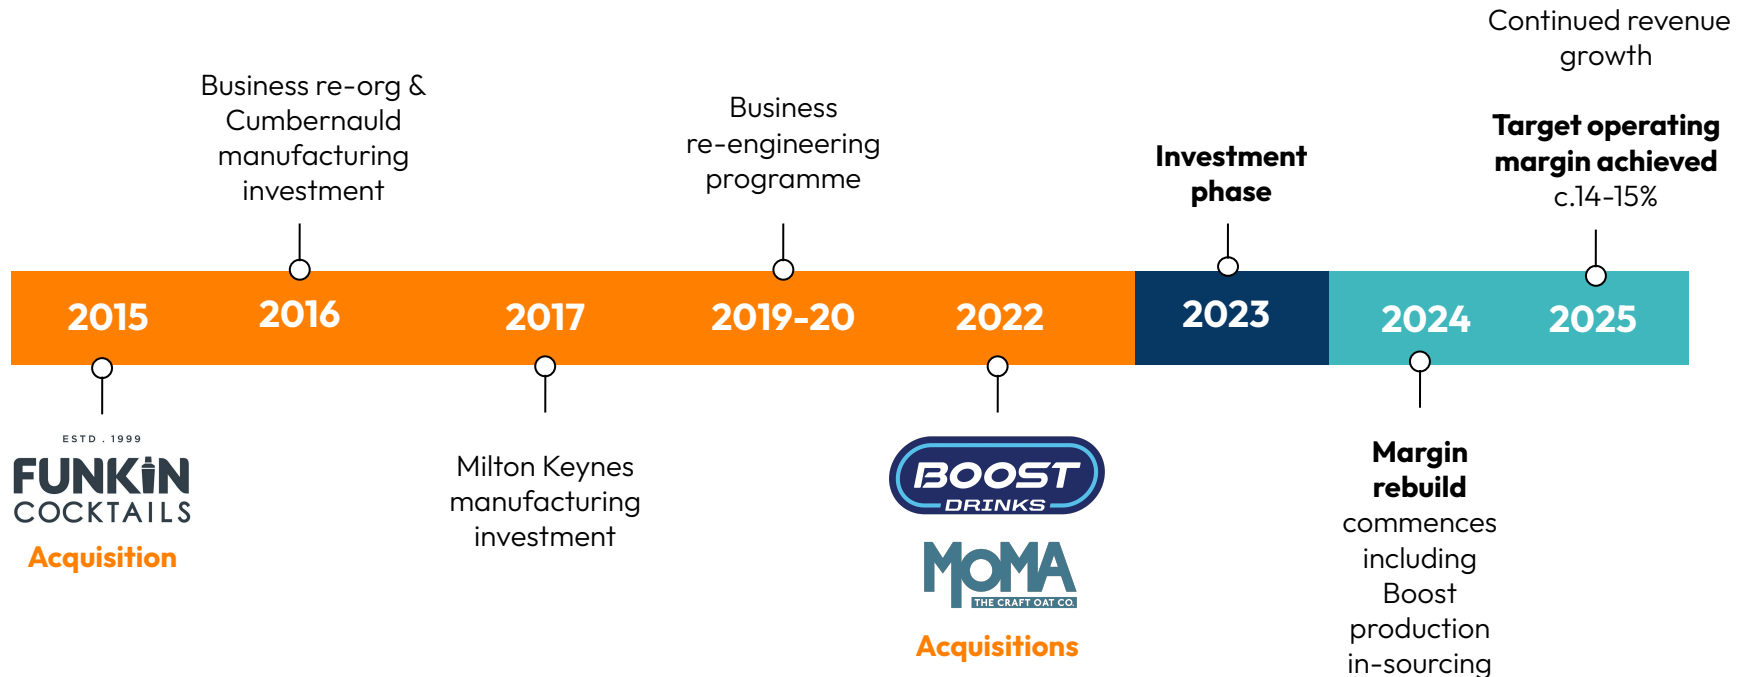 Business re-org &
Cumbernauld
manufacturing
investment
Business
re-engineering
programme
Investment
phase
Continued revenue
growth
Target operating
margin achieved
c.14-15%
2015
2016
2017
2019-20
2022
2023
2024
2025
ESTD . 1999
FUNKIN
COCKTAILS
Acquisition
Milton Keynes
manufacturing
investment
BOOST
DRINKS
MOMA
THE CRAFT OAT CO.
Acquisitions
Margin
rebuild
commences
including
Boost
production
in-sourcing